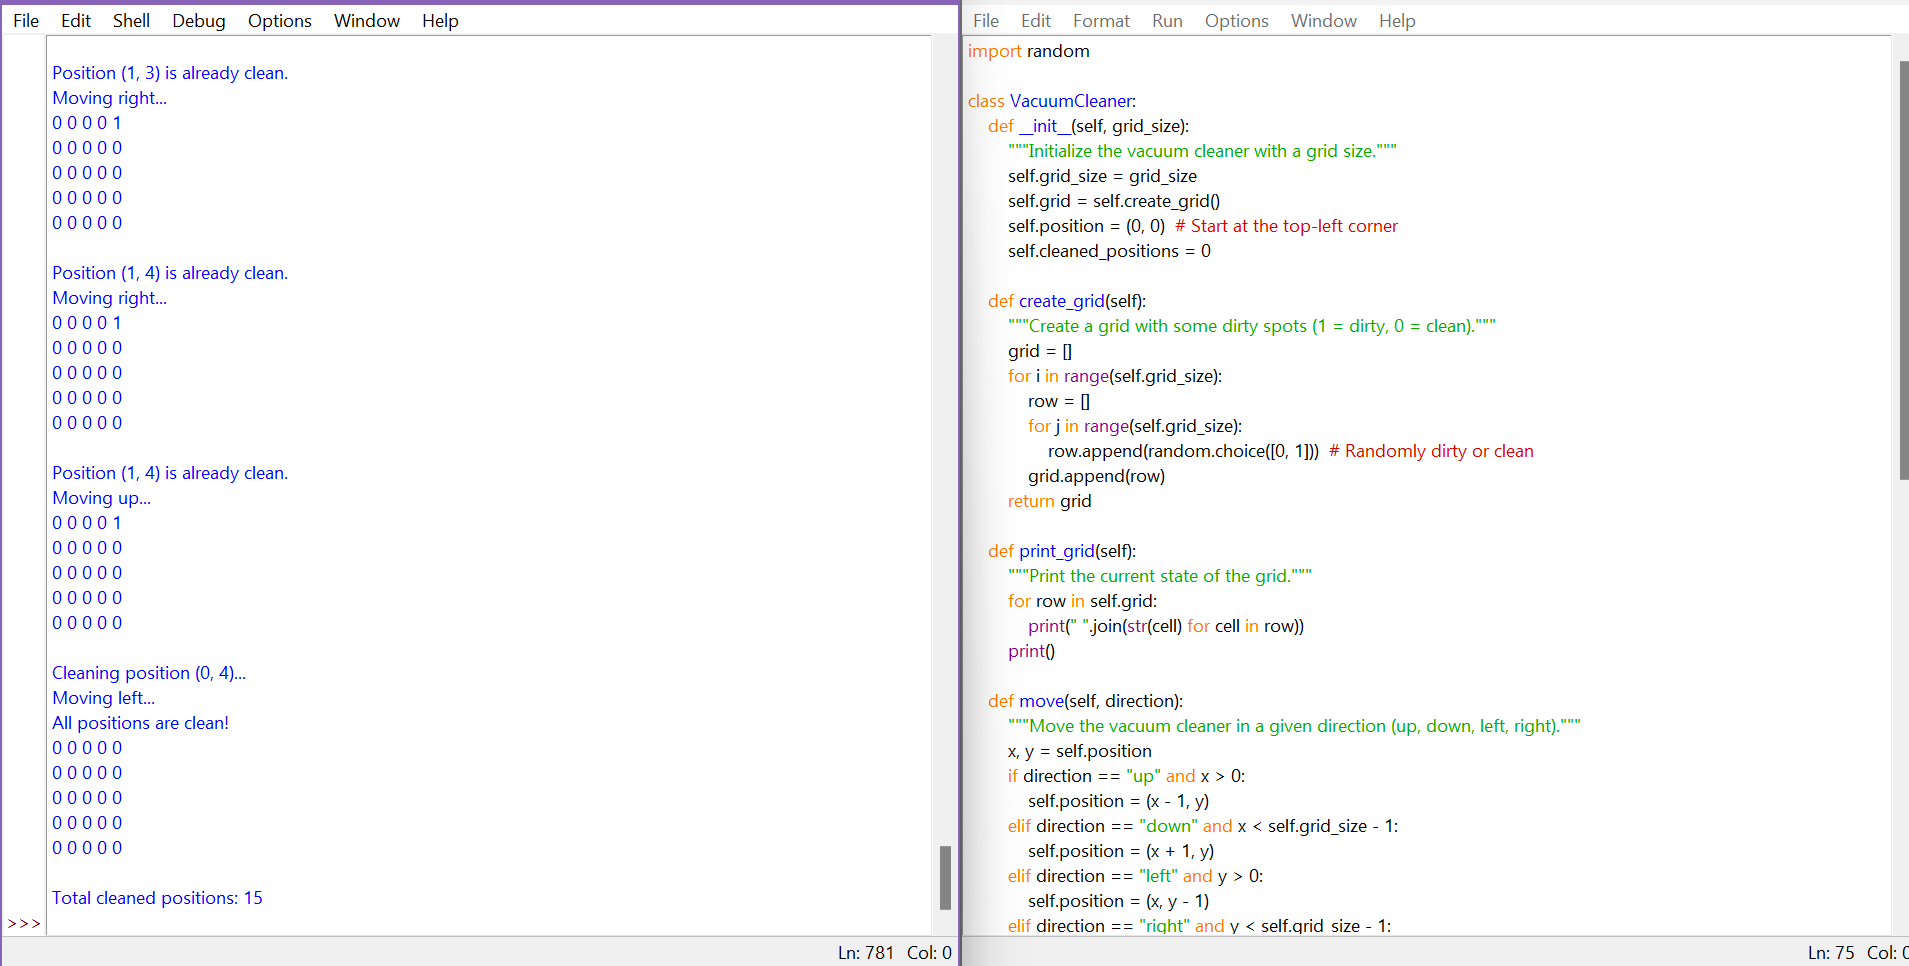 File Edit Shell Debug Options Window Help
Position (1, 3) is already clean.
Moving right...
0 0 0 0 1
0 0 0 0 0
0 0 0 0 0
0 0 0 0 0
0 0 0 0 0
Position (1, 4) is already clean.
Moving right...
0 0 0 0 1
0 0 0 0 0
0 0 0 0 0
0 0 0 0 0
0 0 0 0 0
Position (1, 4) is already clean.
Moving up...
0 0 0 0 1
0 0 0 0 0
0 0 0 0 0
0 0 0 0 0
0 0 0 0 0
Cleaning position (0, 4)...
Moving left...
All positions are clean!
0 0 0 0 0
0 0 0 0 0
0 0 0 0 0
0 0 0 0 0
0 0 0 0 0
Total cleaned positions: 15
>>>
Ln: 781 Col: 0
File Edit Format Run Options Window Help
import random
class VacuumCleaner:
def __init__(self, grid_size):
"""Initialize the vacuum cleaner with a grid size."""
self.grid_size = grid_size
self.grid = self.create_grid()
self.position = (0, 0)  # Start at the top-left corner
self.cleaned_positions = 0
def create_grid(self):
"""Create a grid with some dirty spots (1 = dirty, 0 = clean)."""
grid = []
for i in range(self.grid_size):
row = []
for j in range(self.grid_size):
row.append(random.choice([0, 1]))  # Randomly dirty or clean
grid.append(row)
return grid
def print_grid(self):
"""Print the current state of the grid."""
for row in self.grid:
print(" ".join(str(cell) for cell in row))
print()
def move(self, direction):
"""Move the vacuum cleaner in a given direction (up, down, left, right)."""
x, y = self.position
if direction == "up" and x > 0:
self.position = (x - 1, y)
elif direction == "down" and x < self.grid_size - 1:
self.position = (x + 1, y)
elif direction == "left" and y > 0:
self.position = (x, y - 1)
elif direction == "right" and y < self.grid_size - 1:
Ln: 75 Col: 0